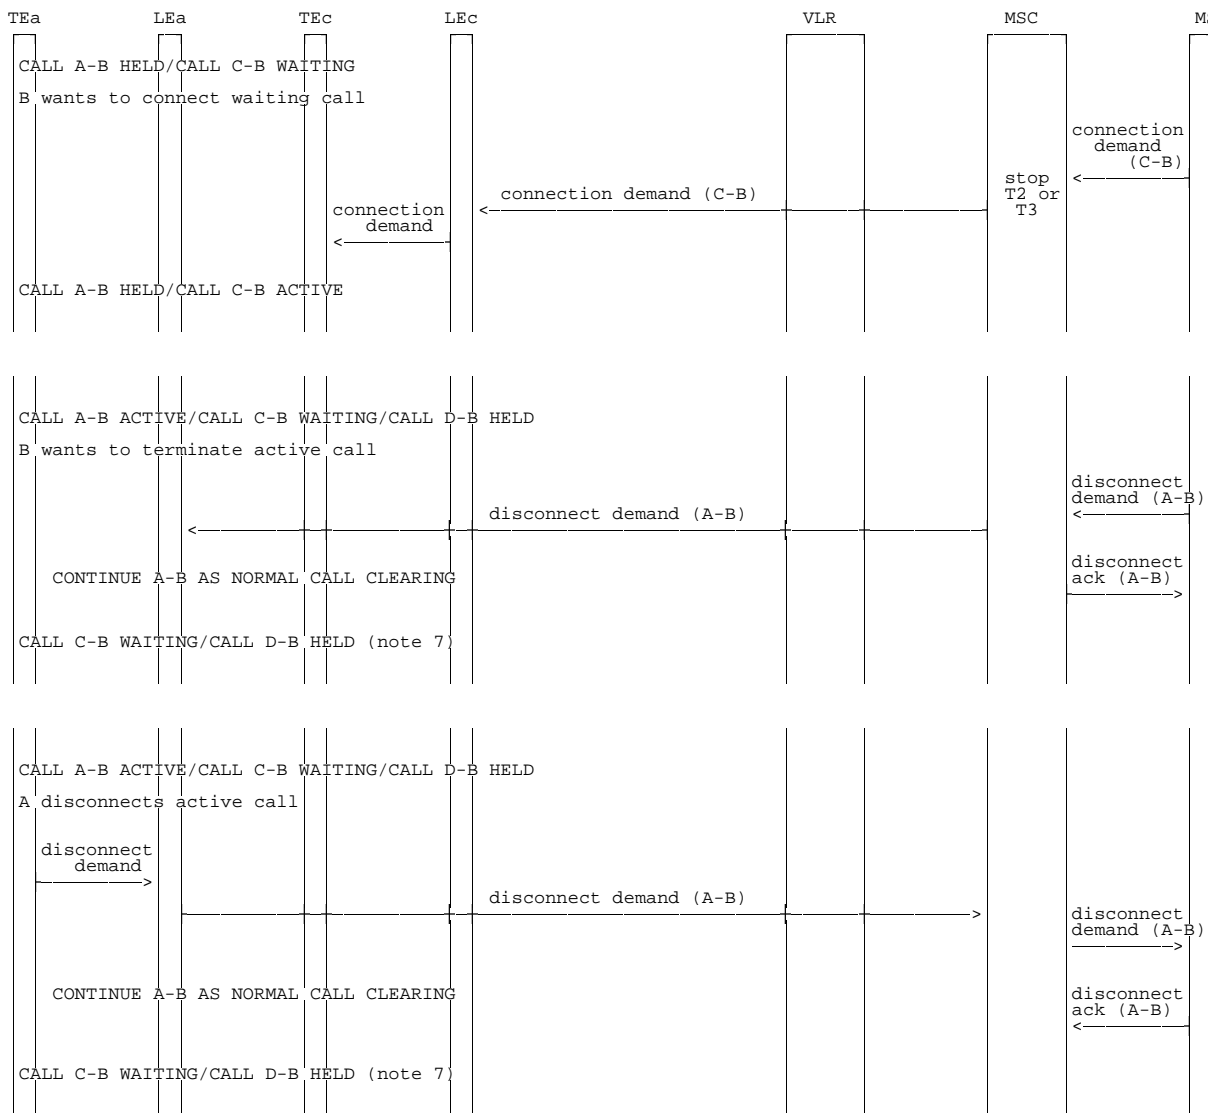 TEa LEa TEc LEc VLR MSC M
CALL A-B HELD/CALL C-B WAITING
B wants to connect waiting call
connection
demand
(C-B)
stop
T2 or
T3
connection demand (C-B)
connection
demand
CALL A-B HELD/CALL C-B ACTIVE
CALL A-B ACTIVE/CALL C-B WAITING/CALL D-B HELD
B wants to terminate active call
disconnect
demand (A-B)
disconnect demand (A-B)
disconnect
ack (A-B)
CONTINUE A-B AS NORMAL CALL CLEARING
CALL C-B WAITING/CALL D-B HELD (note 7)
CALL A-B ACTIVE/CALL C-B WAITING/CALL D-B HELD
A disconnects active call
disconnect
demand
disconnect demand (A-B)
disconnect
demand (A-B)
CONTINUE A-B AS NORMAL CALL CLEARING
disconnect
ack (A-B)
CALL C-B WAITING/CALL D-B HELD (note 7)